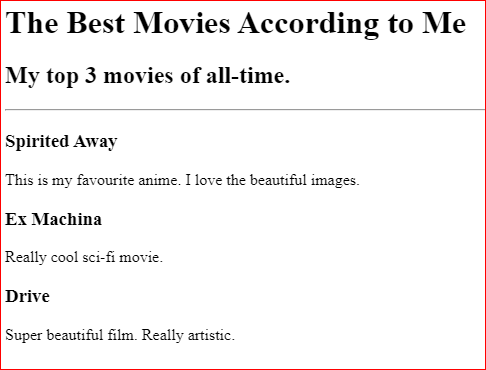 The Best Movies According to Me
My top 3 movies of all-time.
Spirited Away
This is my favourite anime. I love the beautiful images.
Ex Machina
Really cool sci-fi movie.
Drive
Super beautiful film. Really artistic.